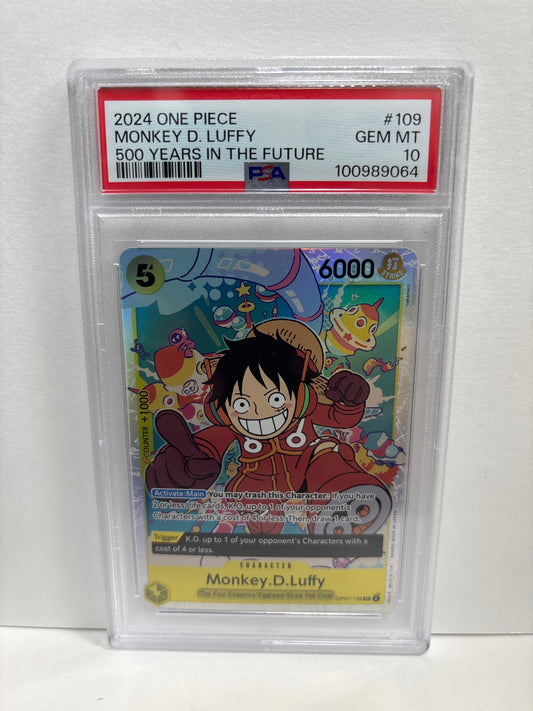 2024 ONE PIECE #109
MONKEY D. LUFFY GEM MT
500 YEARS IN THE FUTURE 10
PSA 100989064
5 6000 打
STRIKE
COUNTER +1000
Activate:Main You may trash this Character: If you have
2 or less Life cards, K.O. up to 1 of your opponent's
Characters with a cost of 4 or less. Then, draw 1 card.
Trigger K.O. up to 1 of your opponent's Characters with a
cost of 4 or less.
CHARACTER
Monkey.D.Luffy
The Four Emperors/Egghead/Straw Hat Crew
OP07-109 SR